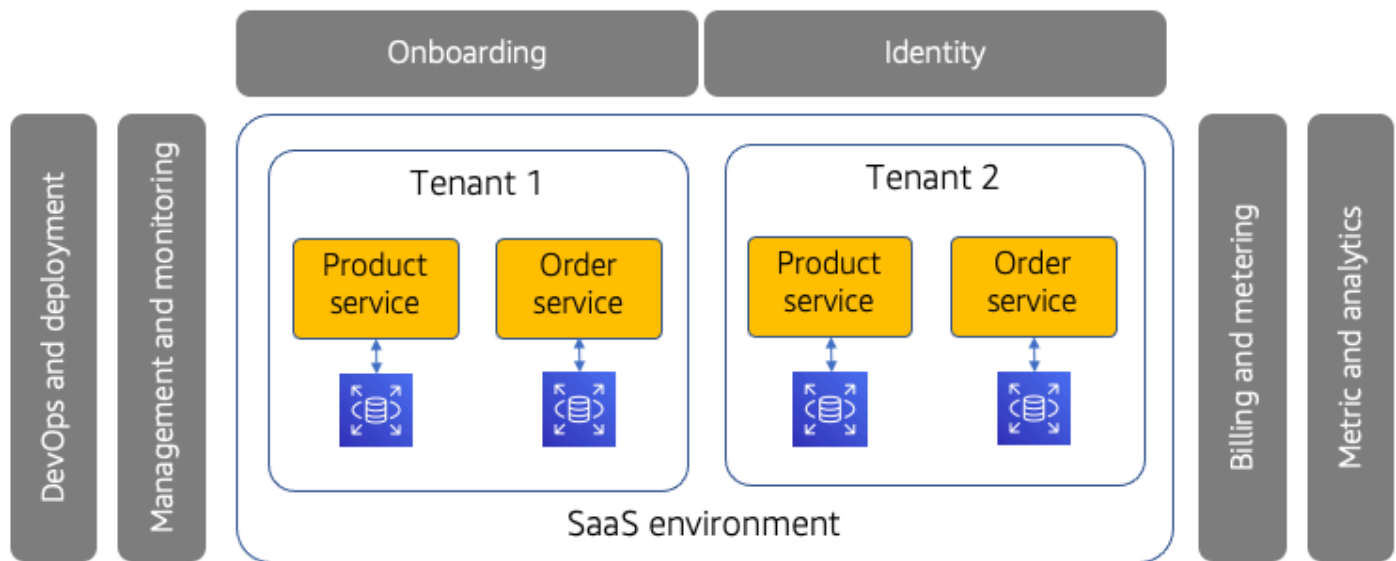 Onboarding
Identity
DevOps and deployment
Management and monitoring
Tenant 1
Product
service
Order
service
Tenant 2
Product
service
Order
service
SaaS environment
Billing and metering
Metric and analytics